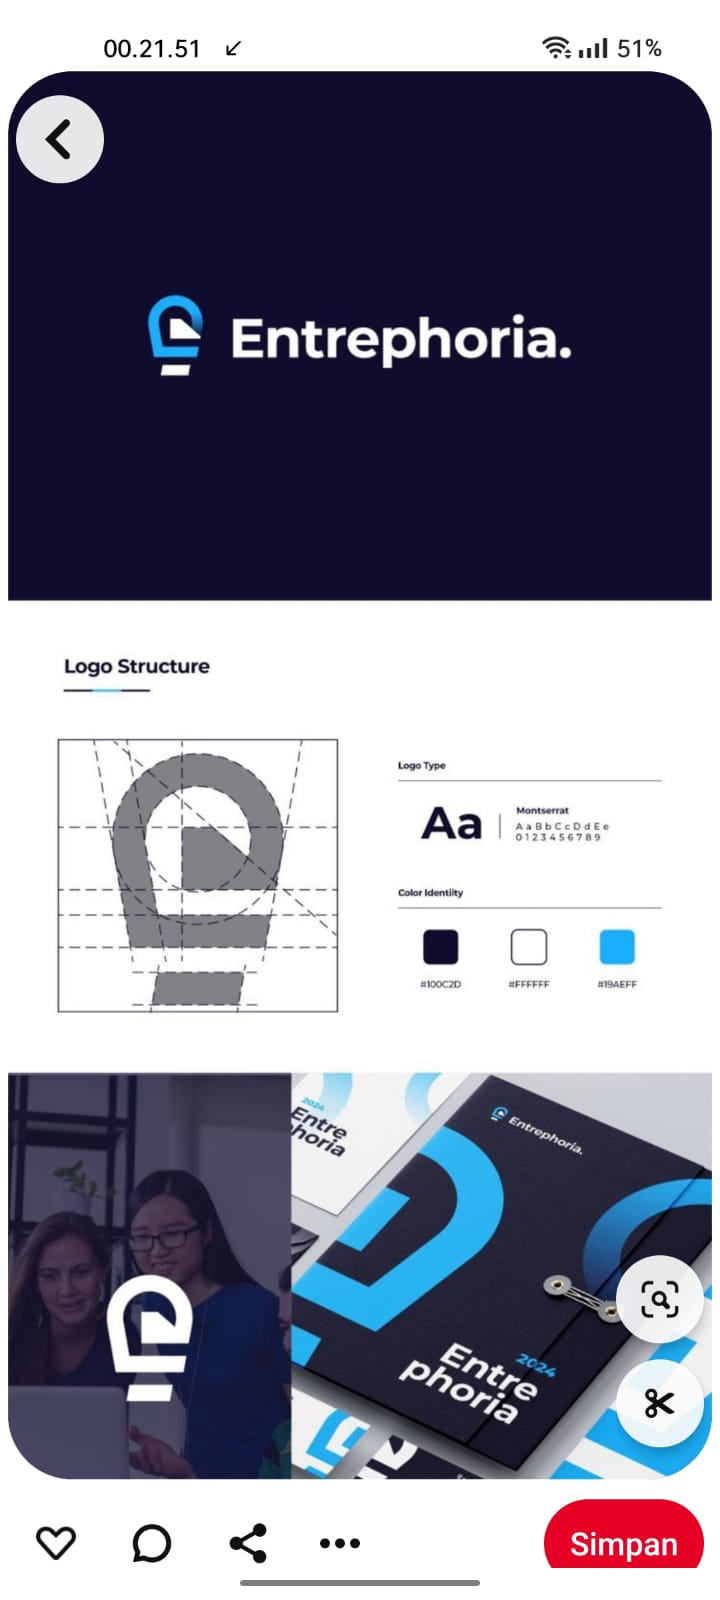 00.21.51
51%
Entrephoria.
Logo Structure
Logo Type
Aa
Montserrat
AaBbCcDdEe
0123456789
Color Identiity
#100C2D
#FFFFFF
#19AEFF
2024
Entre
phoria
Entrephoria.
2024
Entre
phoria
Simpan